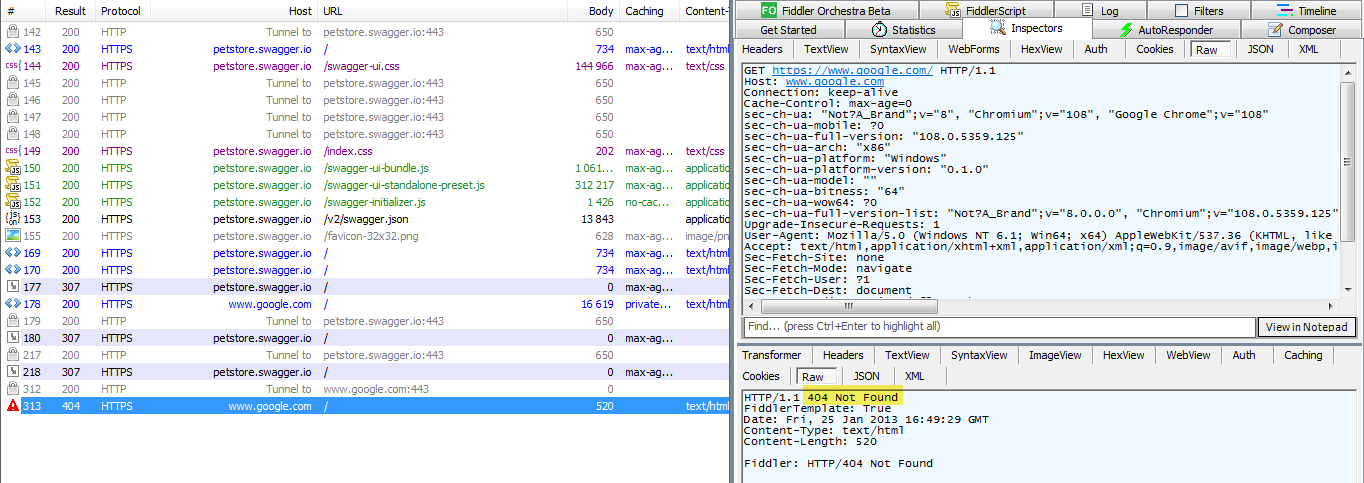 # Result Protocol Host URL Body Caching Content-
142 200 HTTP Tunnel to petstore.swagger.io:443 650
143 200 HTTPS petstore.swagger.io / 734 max-ag... text/html
144 200 HTTPS petstore.swagger.io /swagger-ui.css 144 966 max-ag... text/css
145 200 HTTP Tunnel to petstore.swagger.io:443 650
146 200 HTTP Tunnel to petstore.swagger.io:443 650
147 200 HTTP Tunnel to petstore.swagger.io:443 650
148 200 HTTP Tunnel to petstore.swagger.io:443 650
149 200 HTTPS petstore.swagger.io /index.css 202 max-ag... text/css
150 200 HTTPS petstore.swagger.io /swagger-ui-bundle.js 1 061... max-ag... application
151 200 HTTPS petstore.swagger.io /swagger-ui-standalone-preset.js 312 217 max-ag... application
152 200 HTTPS petstore.swagger.io /swagger-initializer.js 1 426 no-cac... application
153 200 HTTPS petstore.swagger.io /v2/swagger.json 13 843 application
155 200 HTTPS petstore.swagger.io /favicon-32x32.png 628 max-ag... image/pn
169 200 HTTPS petstore.swagger.io / 734 max-ag... text/html
170 200 HTTPS petstore.swagger.io / 734 max-ag... text/html
177 307 HTTPS petstore.swagger.io / 0 max-ag...
178 200 HTTPS www.google.com / 16 619 private... text/html
179 200 HTTP Tunnel to petstore.swagger.io:443 650
180 307 HTTPS petstore.swagger.io / 0 max-ag...
217 200 HTTP Tunnel to petstore.swagger.io:443 650
218 307 HTTPS petstore.swagger.io / 0 max-ag...
312 200 HTTP Tunnel to www.google.com:443 0
313 404 HTTPS www.google.com / 520 text/html
FO Fiddler Orchestra Beta FiddlerScript Log Filters Timeline
Get Started Statistics Inspectors AutoResponder Composer
Headers TextView SyntaxView WebForms HexView Auth Cookies Raw JSON XML
GET https://www.google.com/ HTTP/1.1
Host: www.google.com
Connection: keep-alive
Cache-Control: max-age=0
sec-ch-ua: "Not?A_Brand";v="8", "Chromium";v="108", "Google Chrome";v="108"
sec-ch-ua-mobile: ?0
sec-ch-ua-full-version: "108.0.5359.125"
sec-ch-ua-arch: "x86"
sec-ch-ua-platform: "Windows"
sec-ch-ua-platform-version: "0.1.0"
sec-ch-ua-model: ""
sec-ch-ua-bitness: "64"
sec-ch-ua-wow64: ?0
sec-ch-ua-full-version-list: "Not?A_Brand";v="8.0.0.0", "Chromium";v="108.0.5359.125"
Upgrade-Insecure-Requests: 1
User-Agent: Mozilla/5.0 (Windows NT 6.1; Win64; x64) AppleWebKit/537.36 (KHTML, like
Accept: text/html,application/xhtml+xml,application/xml;q=0.9,image/avif,image/webp,i
Sec-Fetch-Site: none
Sec-Fetch-Mode: navigate
Sec-Fetch-User: ?1
Sec-Fetch-Dest: document
Find... (press Ctrl+Enter to highlight all) View in Notepad
Transformer Headers TextView SyntaxView ImageView HexView WebView Auth Caching
Cookies Raw JSON XML
HTTP/1.1 404 Not Found
FiddlerTemplate: True
Date: Fri, 25 Jan 2013 16:49:29 GMT
Content-Type: text/html
Content-Length: 520
Fiddler: HTTP/404 Not Found